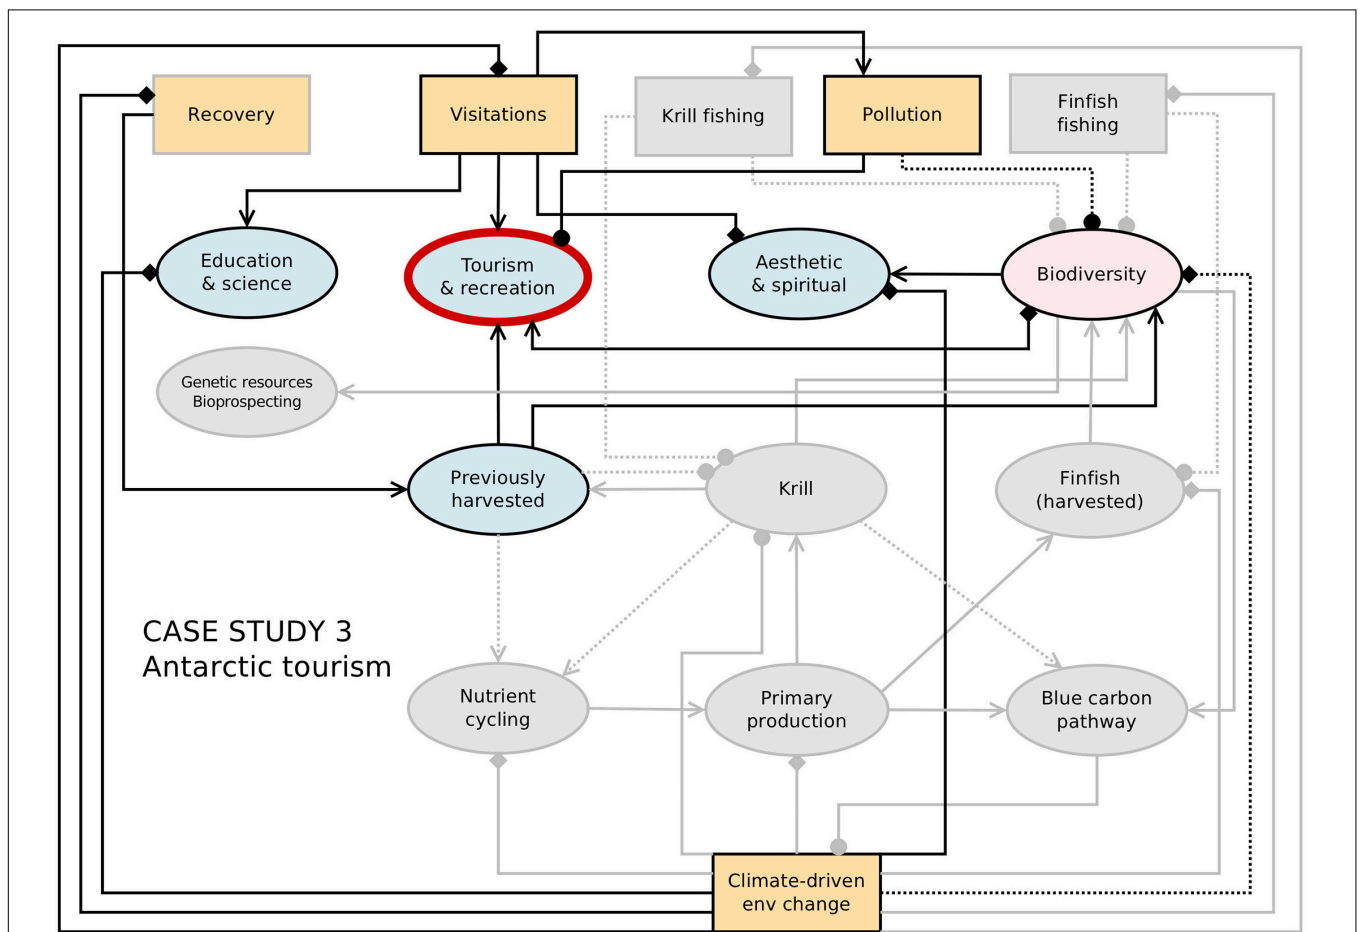 Recovery
Visitations
Krill fishing
Pollution
Finfish
fishing
Education
& science
Tourism
& recreation
Aesthetic
& spiritual
Biodiversity
Genetic resources
Bioprospecting
Previously
harvested
Krill
Finfish
(harvested)
CASE STUDY 3
Antarctic tourism
Nutrient
cycling
Primary
production
Blue carbon
pathway
Climate-driven
env change